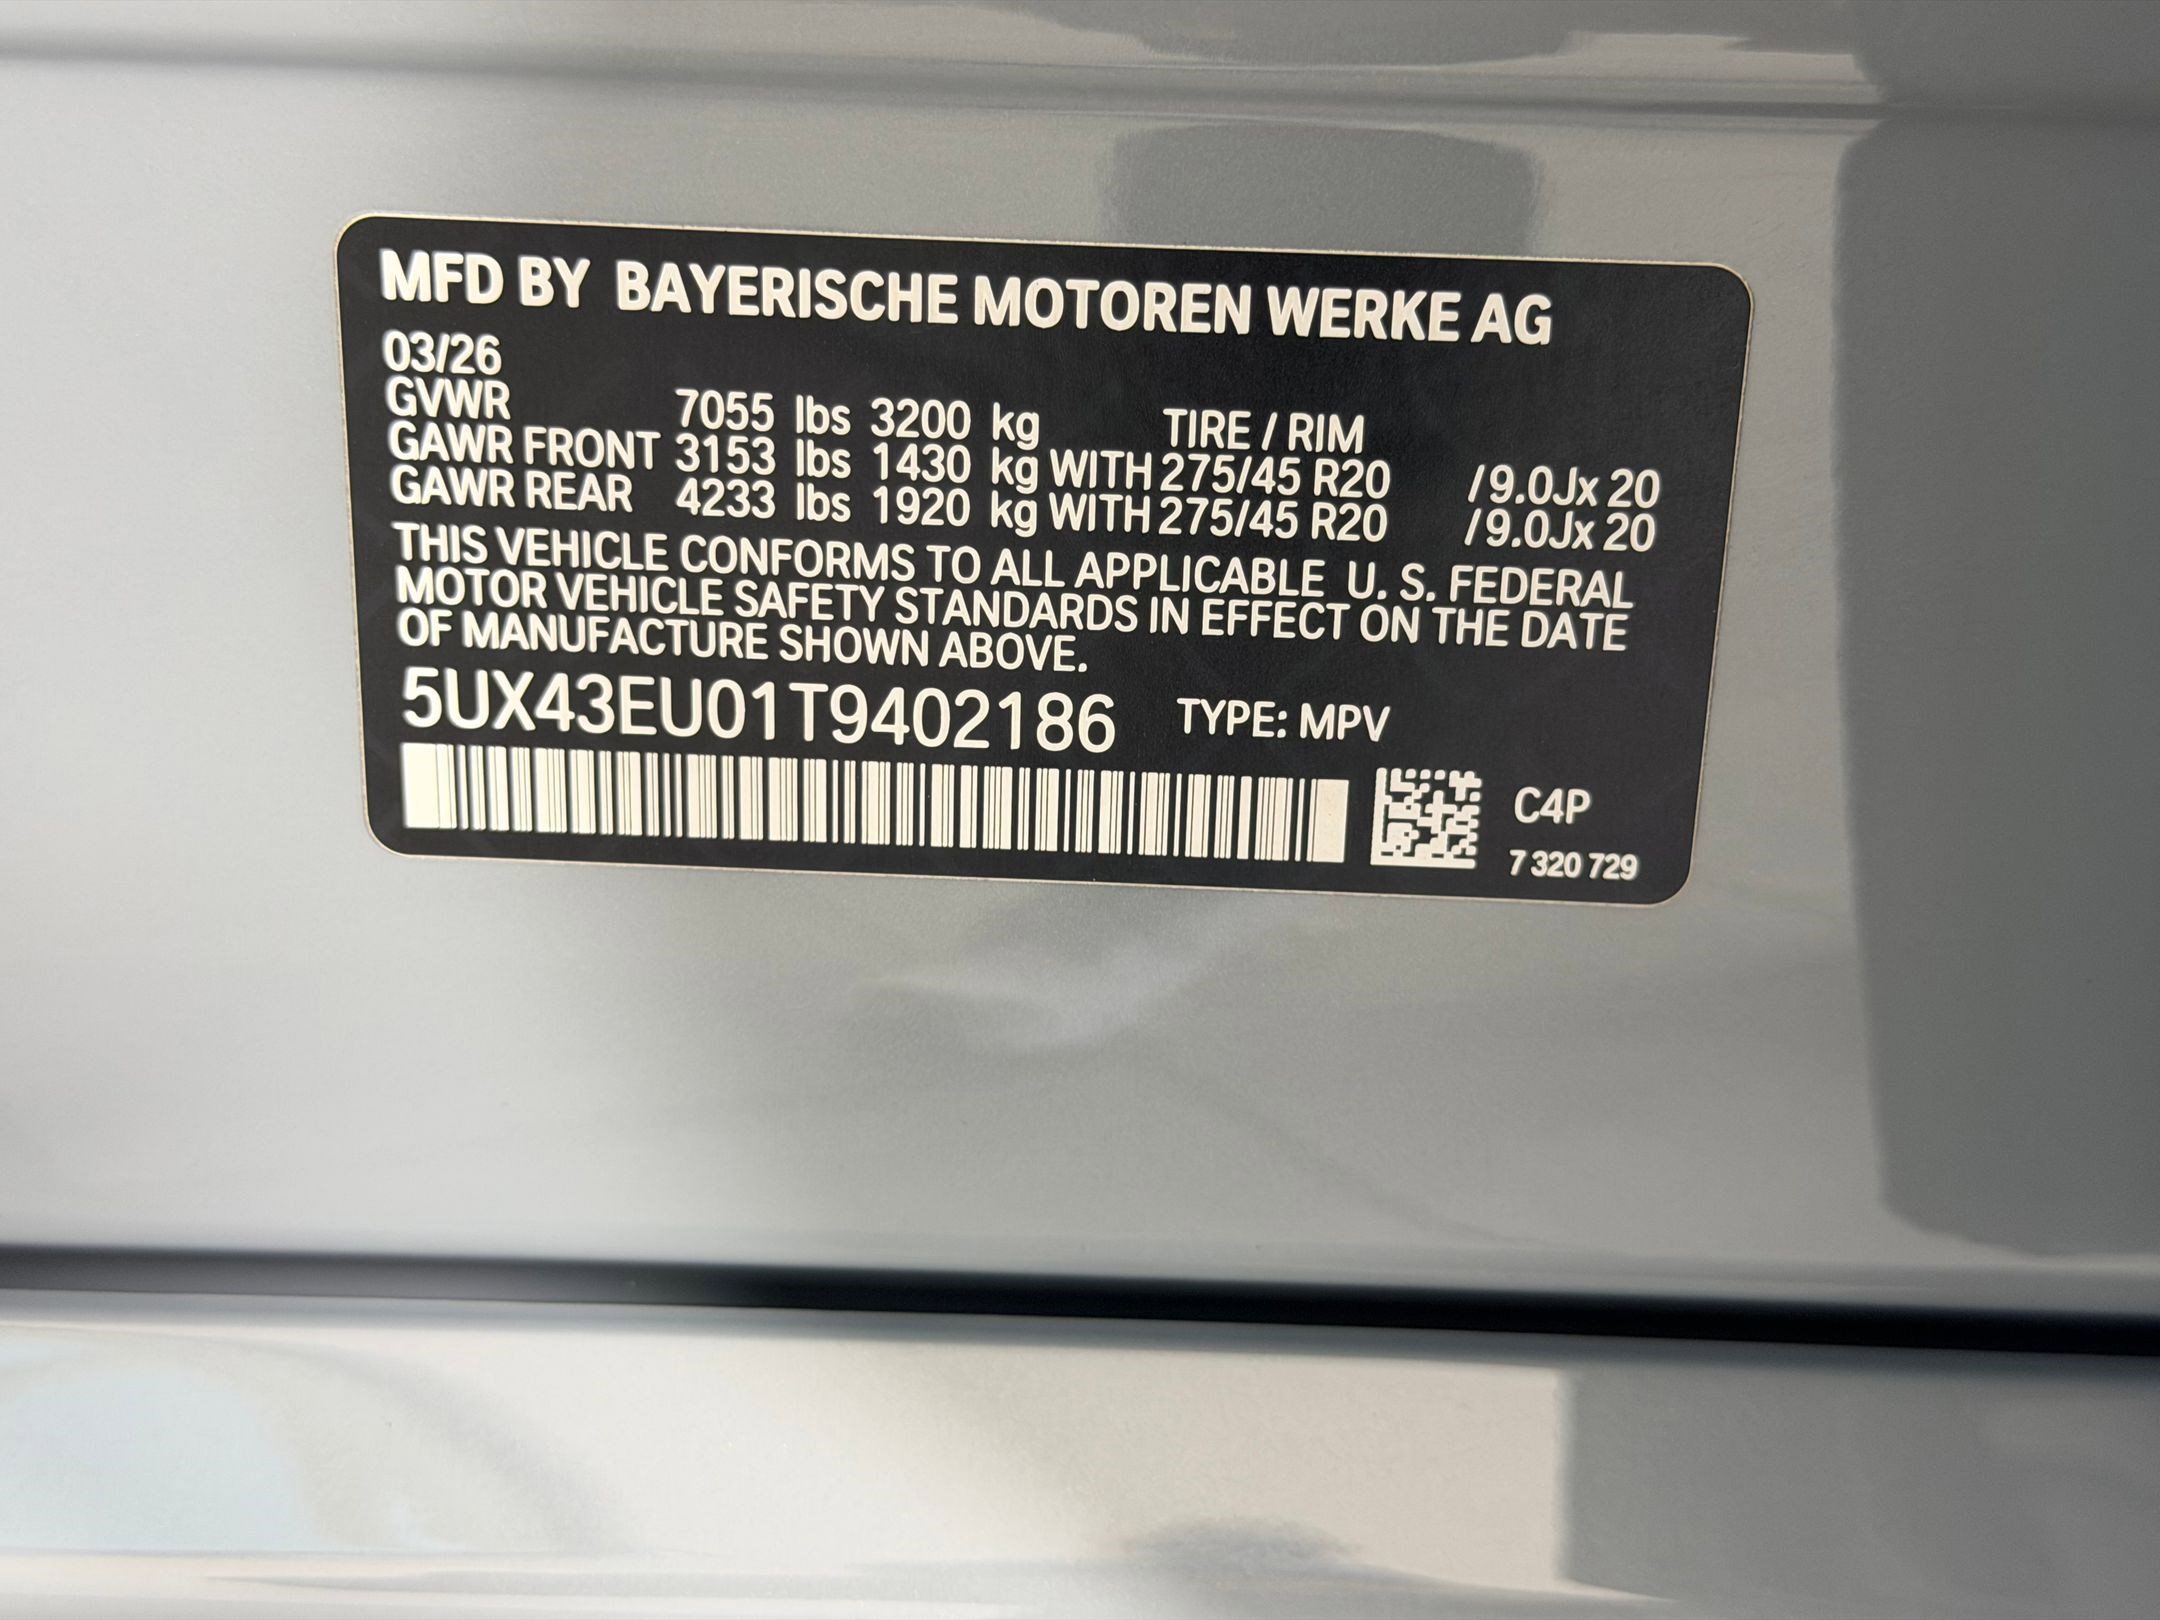 MFD BY BAYERISCHE MOTOREN WERKE AG
03/26
GVWR 7055 lbs 3200 kg TIRE / RIM
GAWR FRONT 3153 lbs 1430 kg WITH 275/45 R20 /9.0Jx 20
GAWR REAR 4233 lbs 1920 kg WITH 275/45 R20 /9.0Jx 20
THIS VEHICLE CONFORMS TO ALL APPLICABLE U. S. FEDERAL
MOTOR VEHICLE SAFETY STANDARDS IN EFFECT ON THE DATE
OF MANUFACTURE SHOWN ABOVE.
5UX43EU01T9402186 TYPE: MPV
C4P
7 320 729